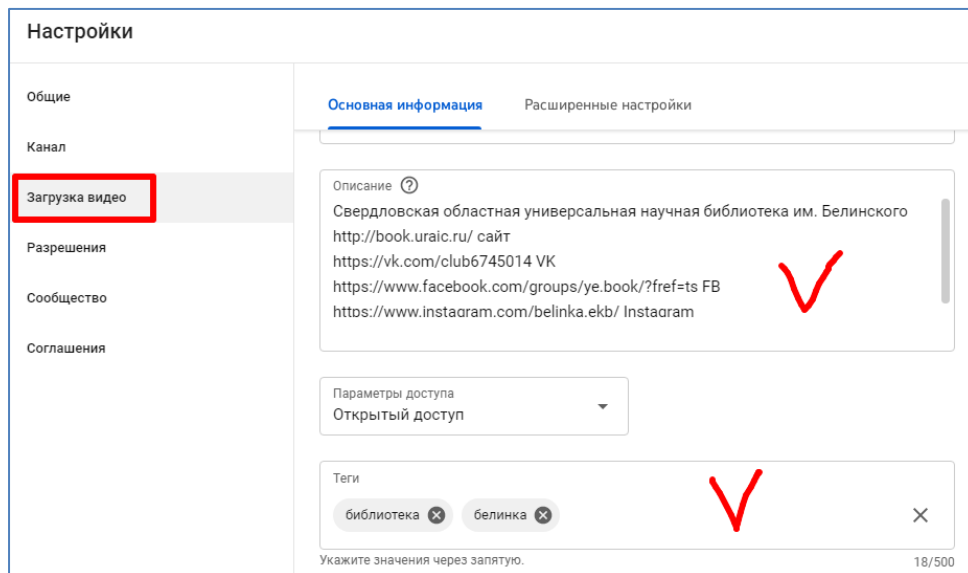 Настройки
Общие
Канал
Загрузка видео
Разрешения
Сообщество
Соглашения
Основная информация
Расширенные настройки
Описание
Свердловская областная универсальная научная библиотека им. Белинского
http://book.uraic.ru/ сайт
https://vk.com/club6745014 VK
https://www.facebook.com/groups/ye.book/?fref=ts FB
https://www.instagram.com/belinka.ekb/ Instagram
Параметры доступа
Открытый доступ
Теги
библиотека белинка
Укажите значения через запятую.
18/500